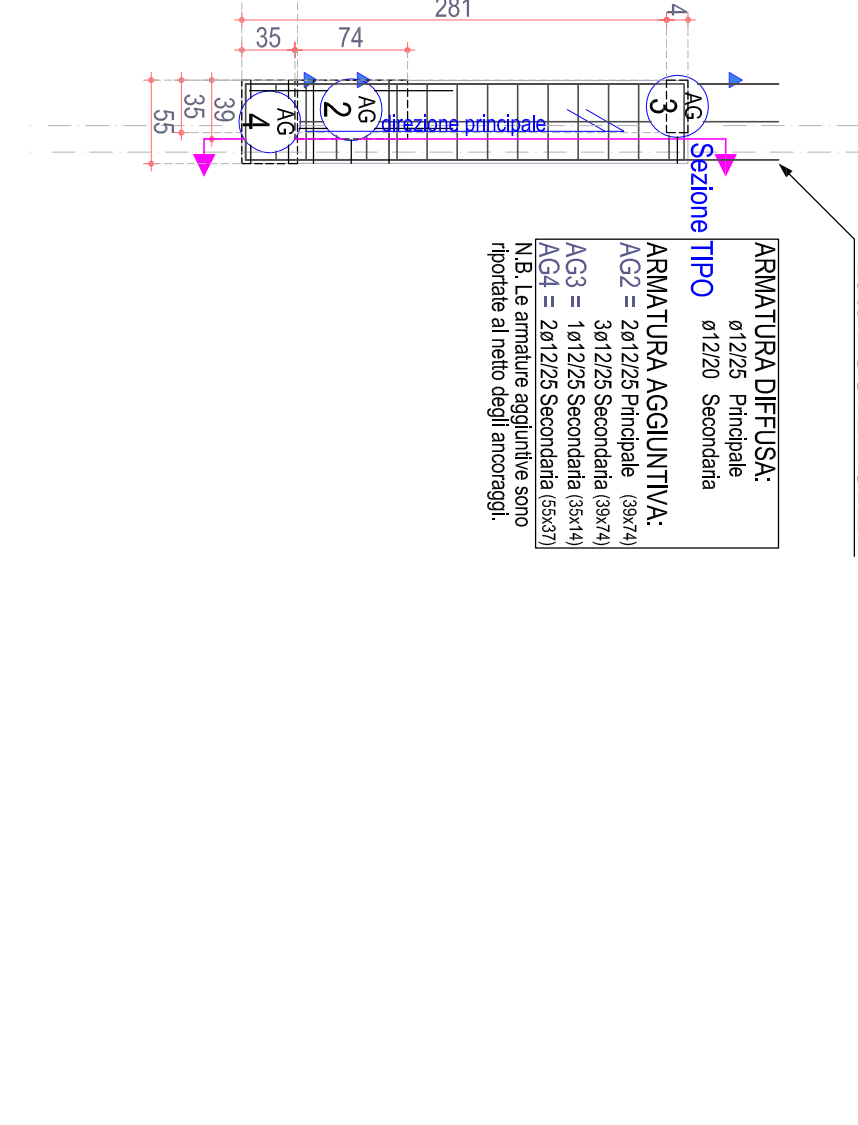 281
4
35
74
39
35
55
AG
4
AG
2
AG
3
direzione principale
Sezione TIPO
ARMATURA DIFFUSA:
ø12/25 Principale
ø12/20 Secondaria
ARMATURA AGGIUNTIVA:
AG2 = 2ø12/25 Principale (39x74)
3ø12/25 Secondaria (39x74)
AG3 = 1ø12/25 Secondaria (35x14)
AG4 = 2ø12/25 Secondaria (55x37)
N.B. Le armature aggiuntive sono
riportate al netto degli ancoraggi.